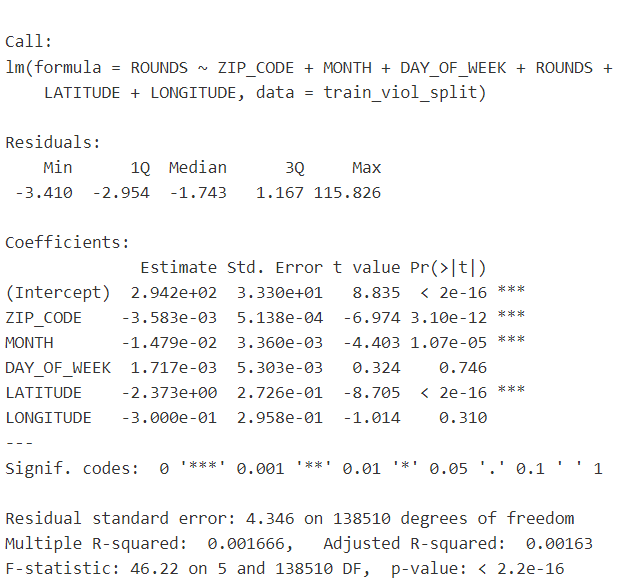 Call:
lm(formula = ROUNDS ~ ZIP_CODE + MONTH + DAY_OF_WEEK + ROUNDS +
    LATITUDE + LONGITUDE, data = train_viol_split)
Residuals:
    Min      1Q  Median      3Q     Max
 -3.410  -2.954  -1.743   1.167 115.826
Coefficients:
              Estimate Std. Error t value Pr(>|t|)
(Intercept)  2.942e+02  3.330e+01   8.835  < 2e-16 ***
ZIP_CODE    -3.583e-03  5.138e-04  -6.974 3.10e-12 ***
MONTH       -1.479e-02  3.360e-03  -4.403 1.07e-05 ***
DAY_OF_WEEK  1.717e-03  5.303e-03   0.324    0.746
LATITUDE    -2.373e+00  2.726e-01  -8.705  < 2e-16 ***
LONGITUDE   -3.000e-01  2.958e-01  -1.014    0.310
---
Signif. codes:  0 '***' 0.001 '**' 0.01 '*' 0.05 '.' 0.1 ' ' 1
Residual standard error: 4.346 on 138510 degrees of freedom
Multiple R-squared:  0.001666,   Adjusted R-squared:  0.00163
F-statistic: 46.22 on 5 and 138510 DF,  p-value: < 2.2e-16